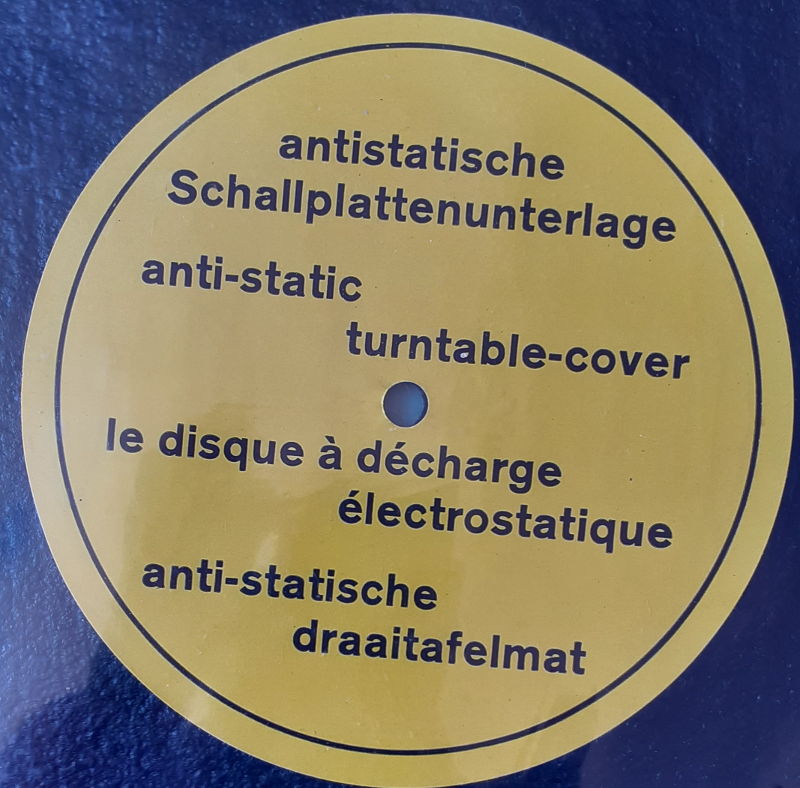 antistatische
Schallplattenunterlage
anti-static
turntable-cover
le disque à décharge
électrostatique
anti-statische
draaitafelmat